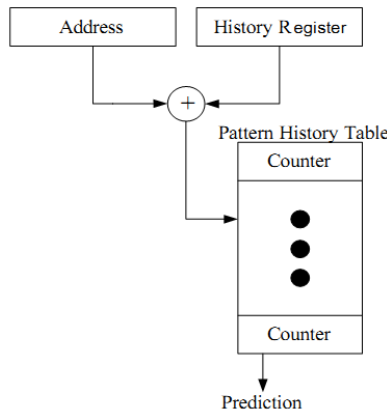 Address
History Register
+
Pattern History Table
Counter
Counter
Prediction